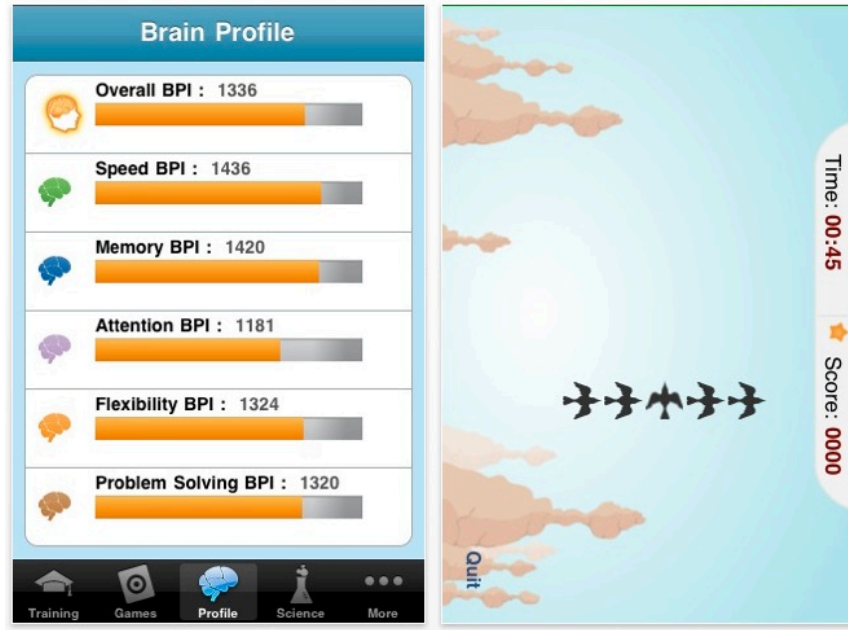 Brain Profile
Overall BPI : 1336
Speed BPI : 1436
Memory BPI : 1420
Attention BPI : 1181
Flexibility BPI : 1324
Problem Solving BPI : 1320
Training
Games
Profile
Science
More
Time: 00:45
Score: 0000
Quit